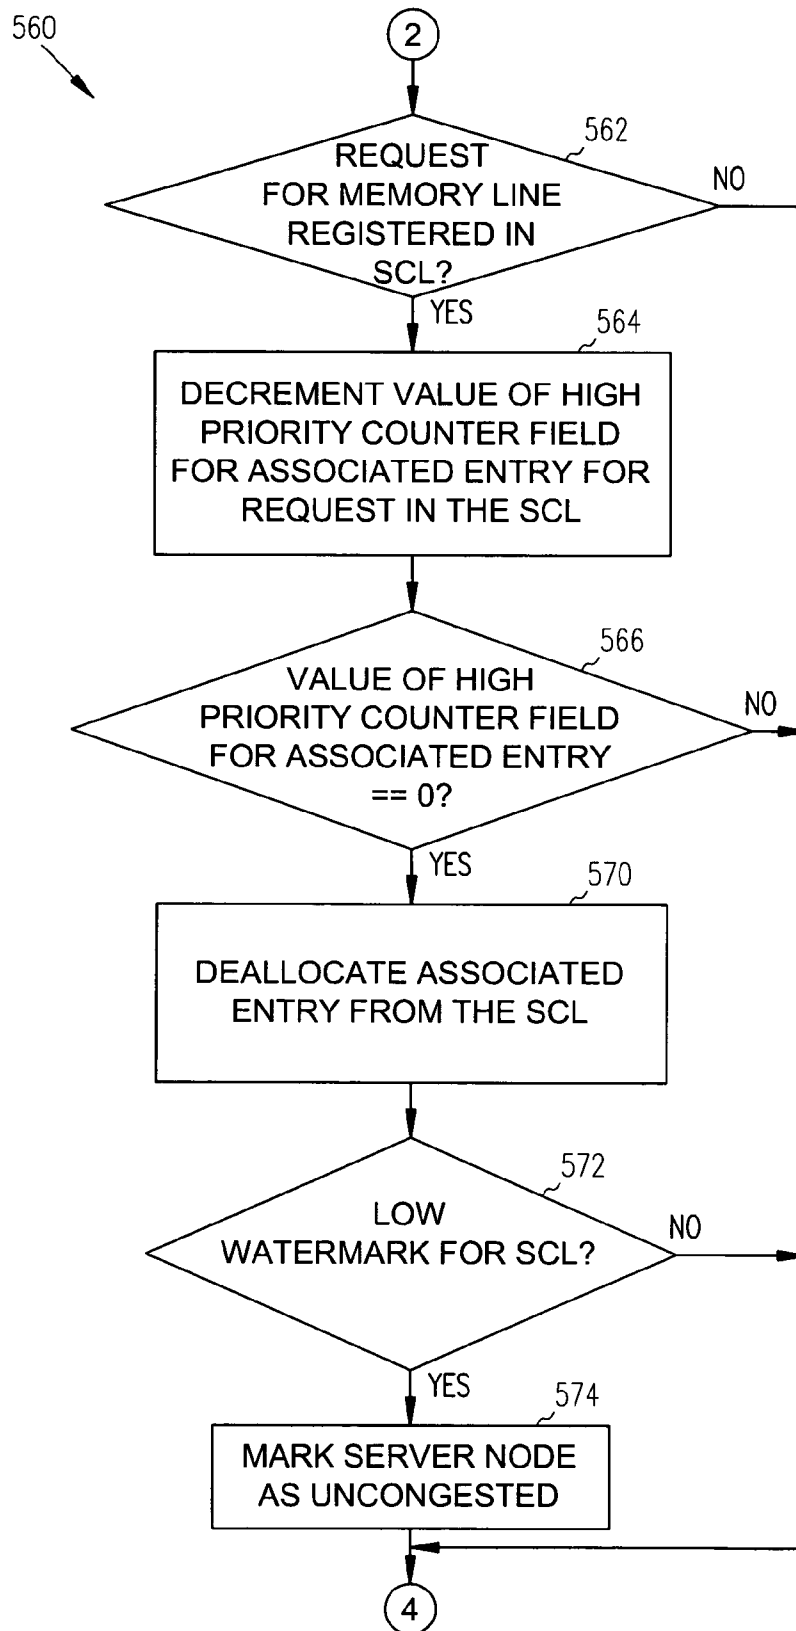 560
2
562
REQUEST
FOR MEMORY LINE
REGISTERED IN
SCL?
NO
YES
564
DECREMENT VALUE OF HIGH
PRIORITY COUNTER FIELD
FOR ASSOCIATED ENTRY FOR
REQUEST IN THE SCL
566
VALUE OF HIGH
PRIORITY COUNTER FIELD
FOR ASSOCIATED ENTRY
== 0?
NO
YES
570
DEALLOCATE ASSOCIATED
ENTRY FROM THE SCL
572
LOW
WATERMARK FOR SCL?
NO
YES
574
MARK SERVER NODE
AS UNCONGESTED
4